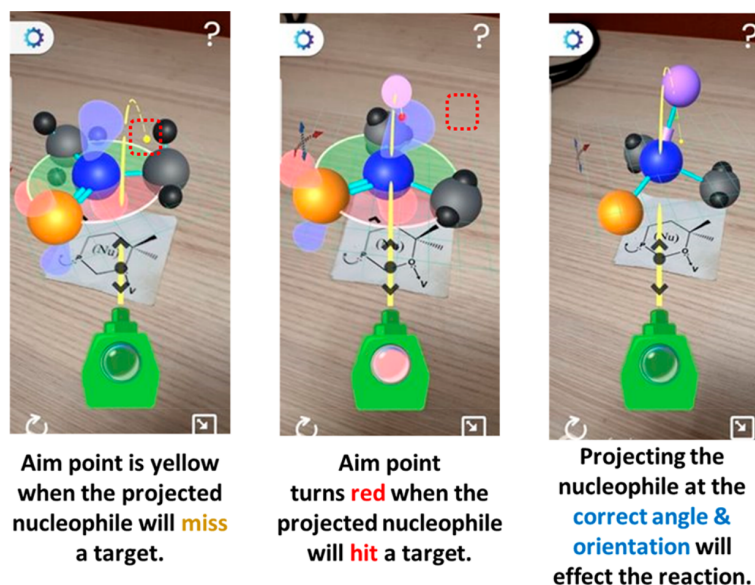 ?
?
?
(Nu)
(Nu)
(Nu)
Aim point is yellow
when the projected
nucleophile will miss
a target.
Aim point
turns red when the
projected nucleophile
will hit a target.
Projecting the
nucleophile at the
correct angle &
orientation will
effect the reaction.